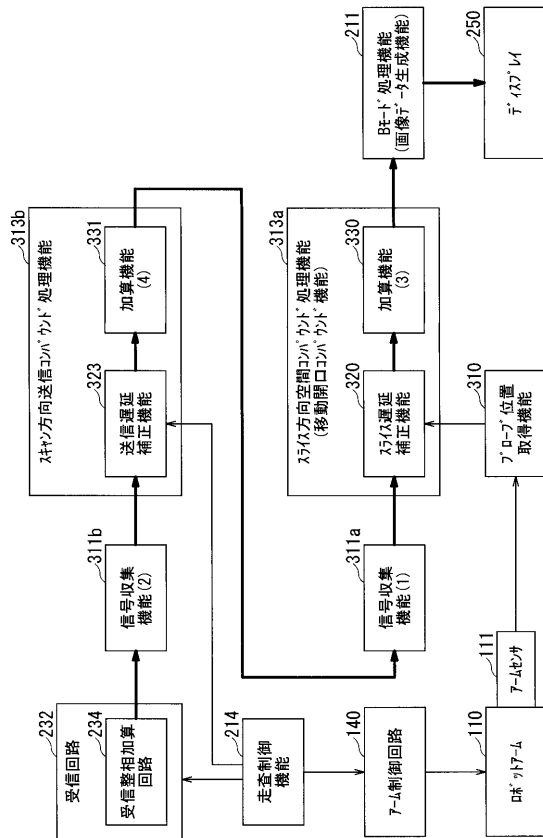 232
受信回路
234
受信整相加算
回路
311b
信号収集
機能(2)
313b
スキャン方向送信コンパウンド処理機能
323
送信遅延
補正機能
331
加算機能
(4)
214
走査制御
機能
311a
信号収集
機能(1)
313a
スライス方向空間コンパウンド処理機能
(移動開口コンパウンド機能)
320
スライス遅延
補正機能
330
加算機能
(3)
211
Bモード処理機能
(画像データ生成機能)
140
アーム制御回路
110
ロボットアーム
111
アームセンサ
310
プローブ位置
取得機能
250
ディスプレイ